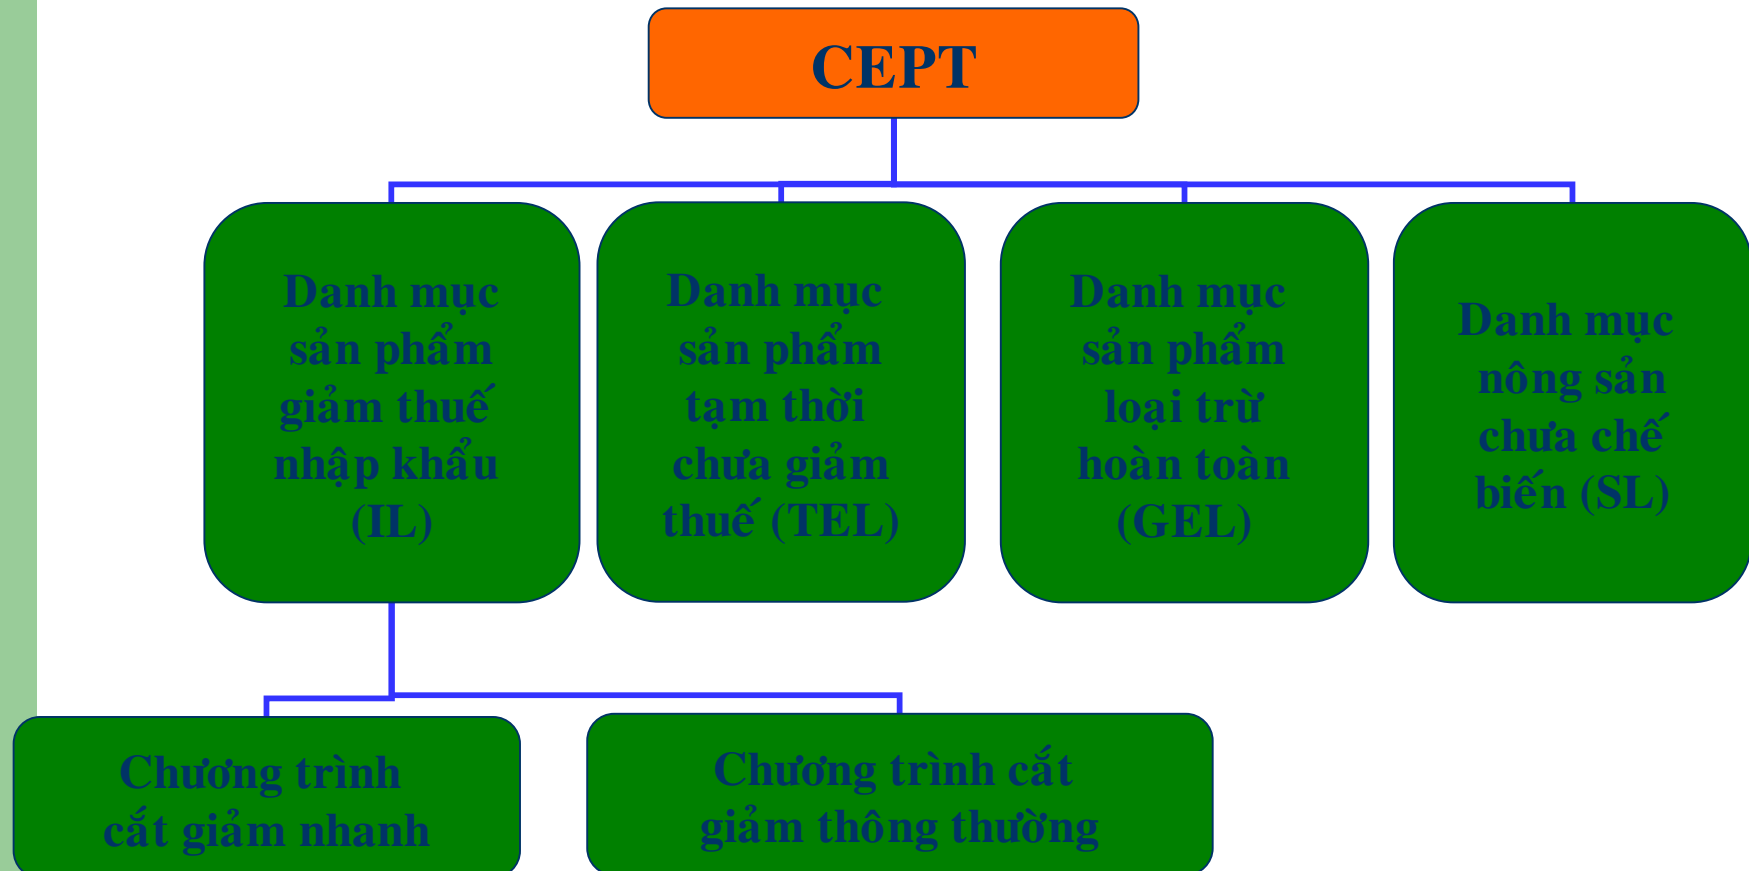 CEPT
Danh mục
sản phẩm
giảm thuế
nhập khẩu
(IL)
Danh mục
sản phẩm
tạm thời
chưa giảm
thuế (TEL)
Danh mục
sản phẩm
loại trừ
hoàn toàn
(GEL)
Danh mục
nông sản
chưa chế
biến (SL)
Chương trình
cắt giảm nhanh
Chương trình cắt
giảm thông thường